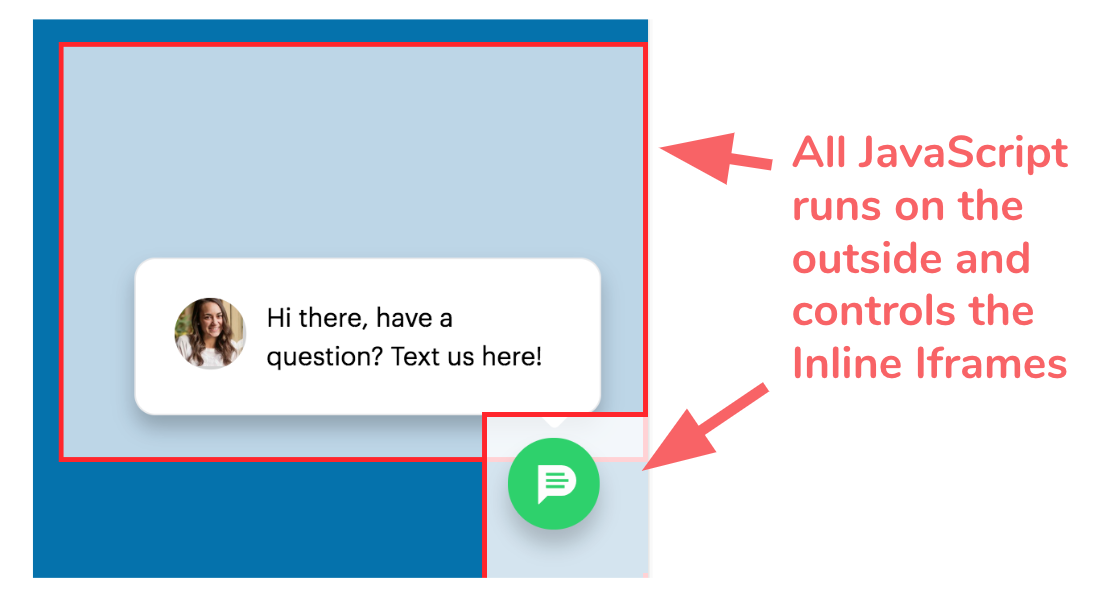 All JavaScript
runs on the
outside and
controls the
Inline Iframes
Hi there, have a
question? Text us here!